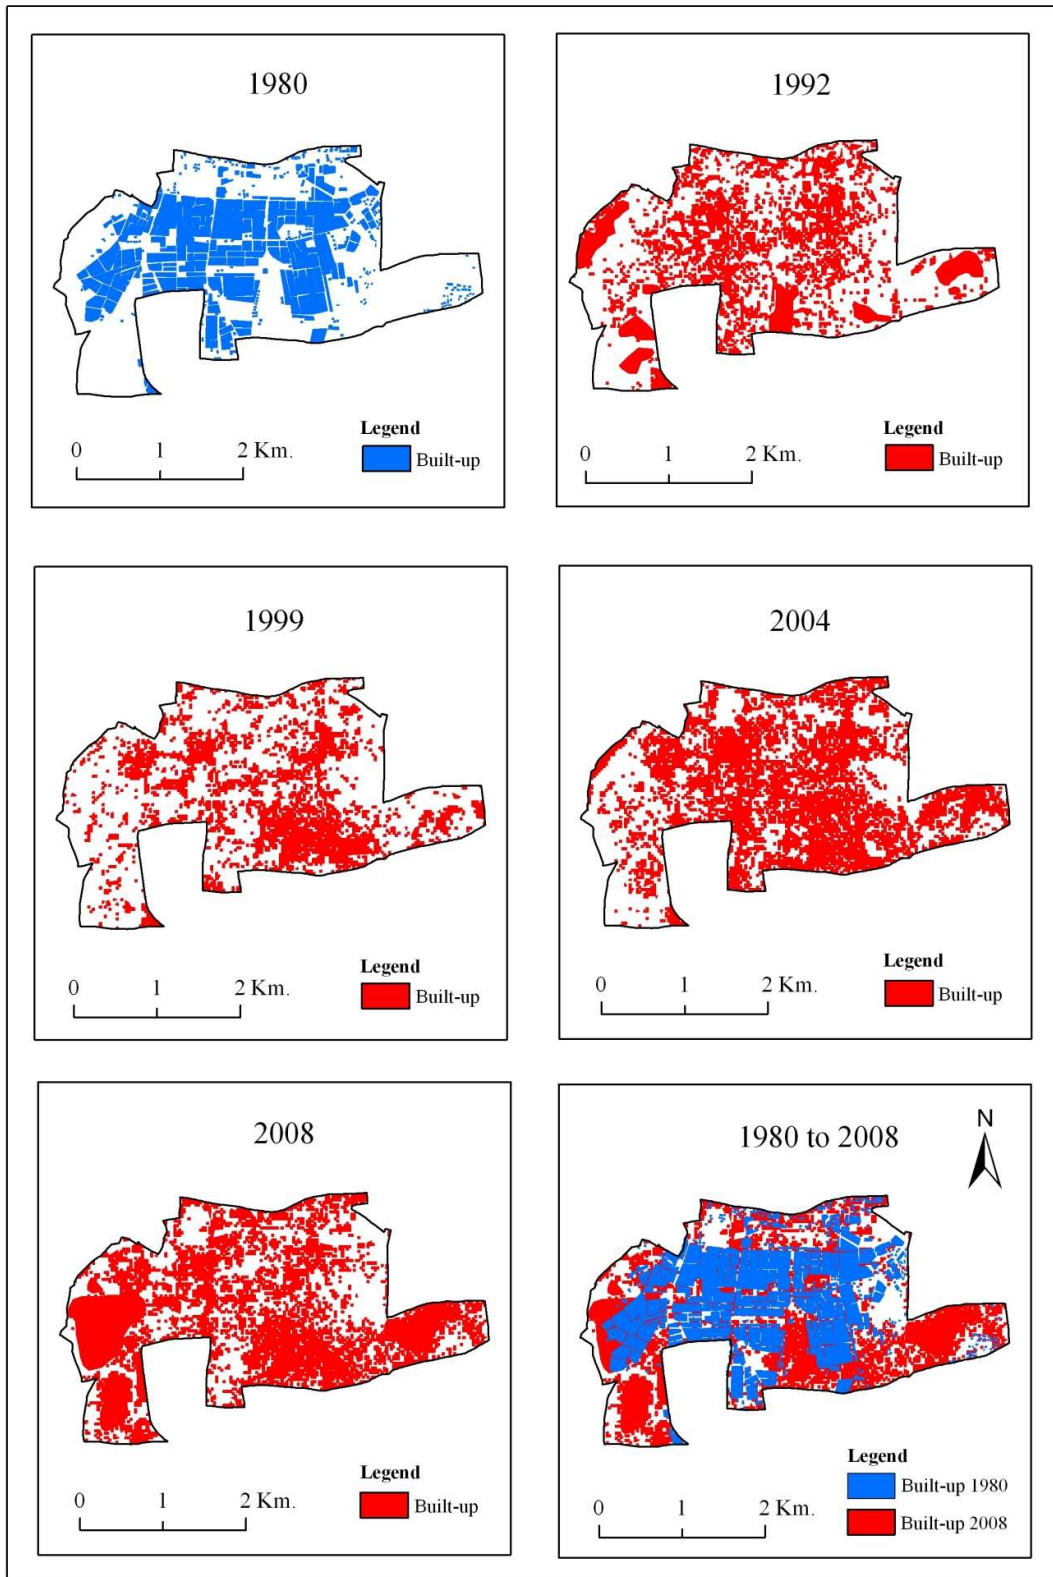 1980
0 1 2 Km.
Legend
Built-up
1992
0 1 2 Km.
Legend
Built-up
1999
0 1 2 Km.
Legend
Built-up
2004
0 1 2 Km.
Legend
Built-up
2008
0 1 2 Km.
Legend
Built-up
1980 to 2008
N
0 1 2 Km.
Legend
Built-up 1980
Built-up 2008